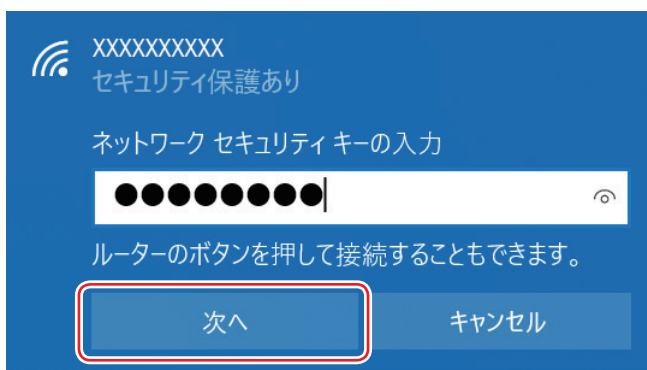 XXXXXXXXXX
セキュリティ保護あり
ネットワーク セキュリティ キーの入力
●●●●●●●●
ルーターのボタンを押して接続することもできます。
次へ
キャンセル